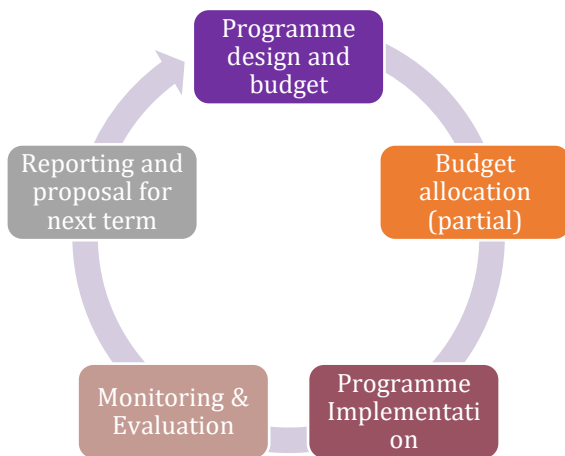 Programme
design and
budget
Budget
allocation
(partial)
Programme
Implementati
on
Monitoring &
Evaluation
Reporting and
proposal for
next term